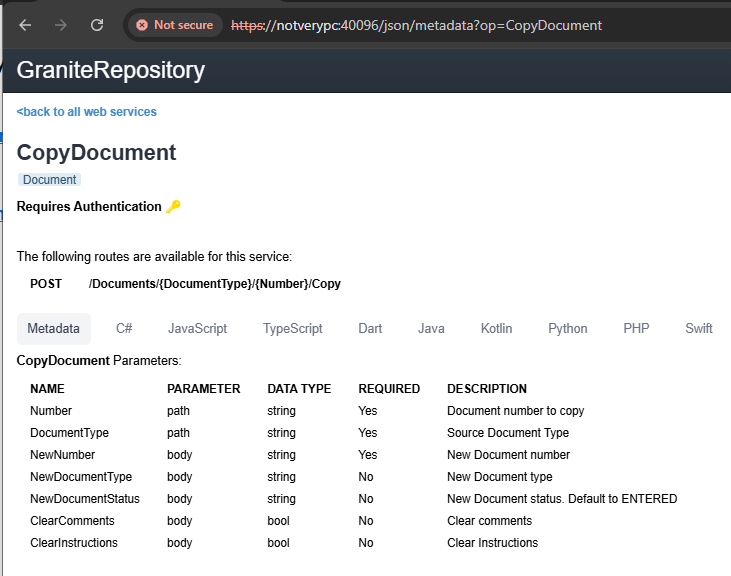 Not secure https://notverypc:40096/json/metadata?op=CopyDocument
GraniteRepository
<back to all web services
CopyDocument
Document
Requires Authentication 🔑
The following routes are available for this service:
POST /Documents/{DocumentType}/{Number}/Copy
Metadata C# JavaScript TypeScript Dart Java Kotlin Python PHP Swift
CopyDocument Parameters:
NAME PARAMETER DATA TYPE REQUIRED DESCRIPTION
Number path string Yes Document number to copy
DocumentType path string Yes Source Document Type
NewNumber body string Yes New Document number
NewDocumentType body string No New Document type
NewDocumentStatus body string No New Document status. Default to ENTERED
ClearComments body bool No Clear comments
ClearInstructions body bool No Clear Instructions